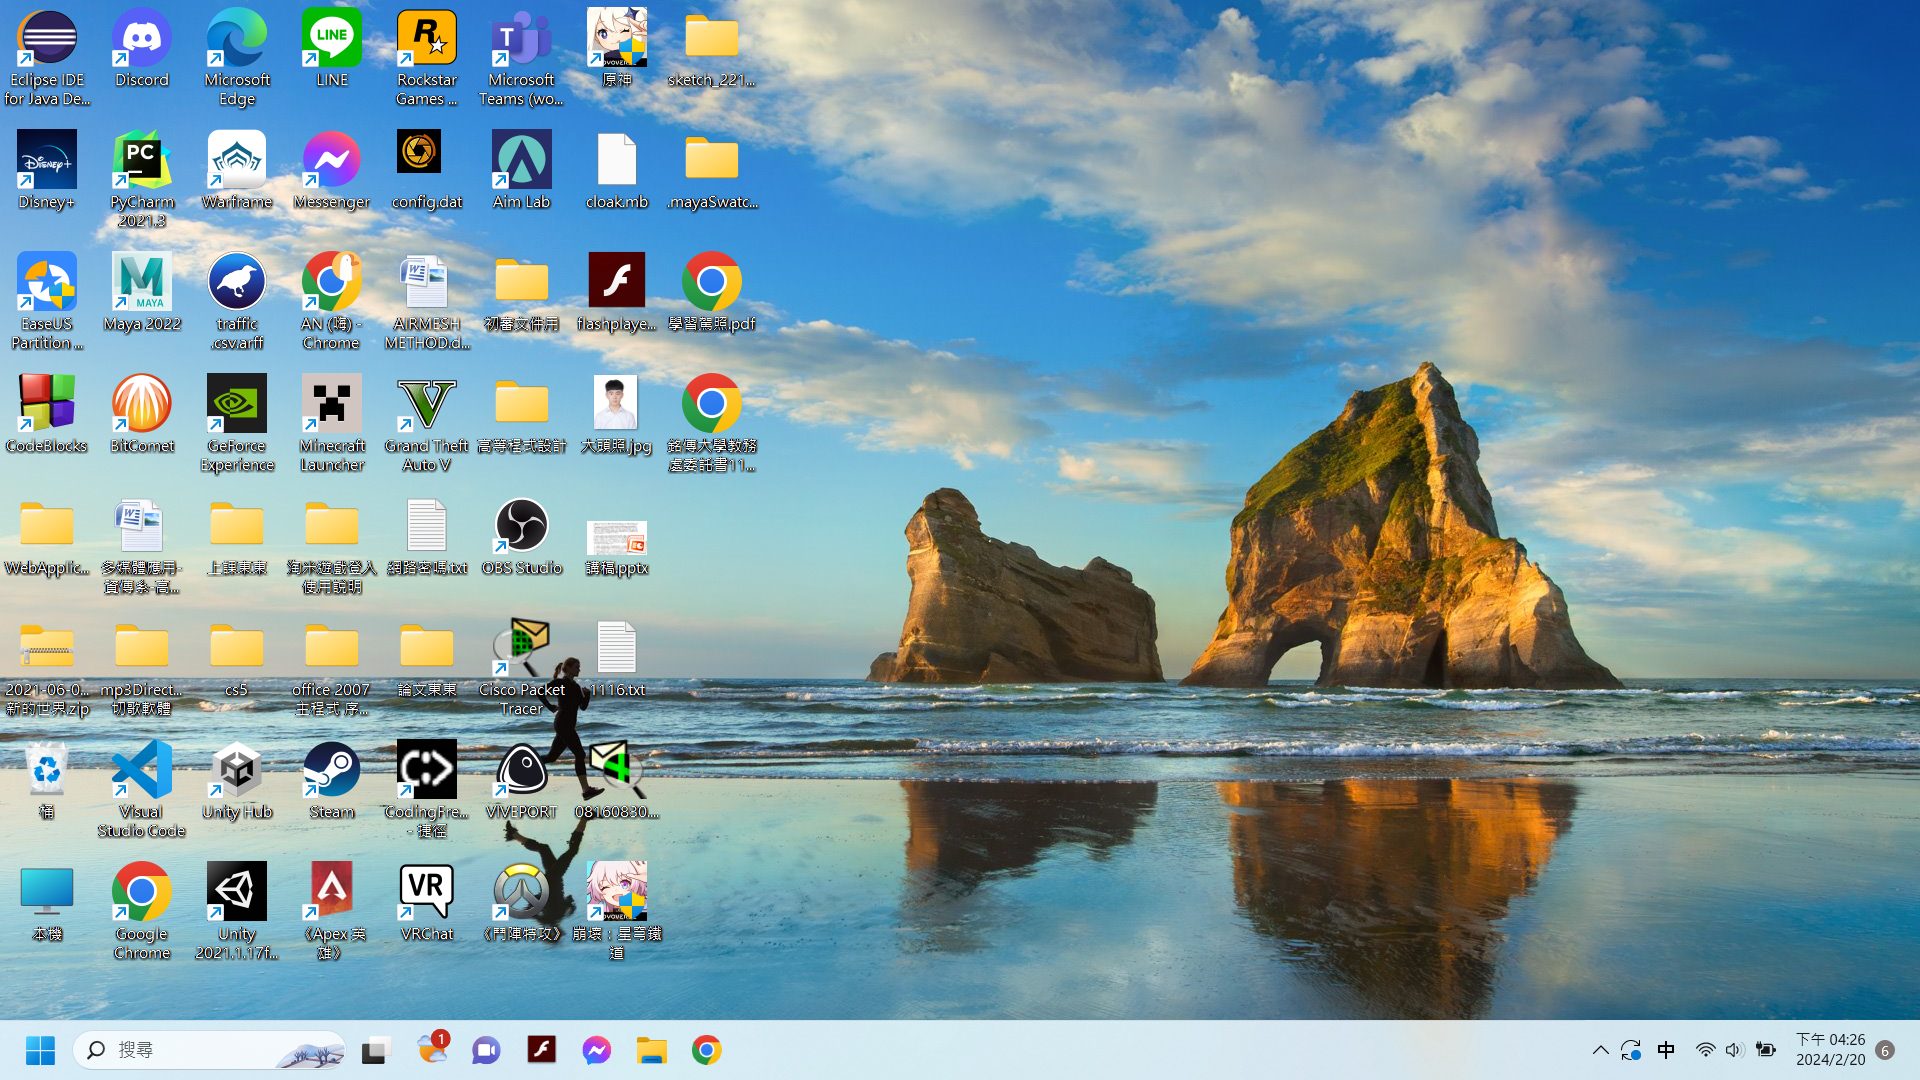 Eclipse IDE
for Java De...
Discord
Microsoft
Edge
LINE
LINE
Rockstar
Games ...
Microsoft
Teams (wo...
原神
sketch_221...
Disney+
Disney+
PC
PyCharm
2021.3
Warframe
Messenger
config.dat
Aim Lab
cloak.mb
.mayaSwatc...
EaseUS
Partition ...
MAYA
Maya 2022
traffic
.csv.arff
AN (嗨) -
Chrome
AIRMESH
METHOD.d...
初審文件用
flashplaye...
學習駕照.pdf
CodeBlocks
BitComet
GeForce
Experience
Minecraft
Launcher
Grand Theft
Auto V
高等程式設計
大頭照.jpg
銘傳大學教務
處委託書11...
WebApplic...
多媒體應用-
資傳系-高...
上課東東
淘米遊戲登入
使用說明
網路密嗎.txt
OBS Studio
講稿.pptx
2021-06-0...
新的世界.zip
mp3Direct...
切歌軟體
cs5
office 2007
主程式 序...
論文東東
Cisco Packet
Tracer
1116.txt
桶
Visual
Studio Code
Unity Hub
Steam
CodingFre...
- 捷徑
VIVEPORT
08160830....
本機
Google
Chrome
Unity
2021.1.17f...
《Apex 英
雄》
VR
VRChat
《鬥陣特攻》
崩壞：星穹鐵
道
搜尋
1
中
下午 04:26
2024/2/20
6